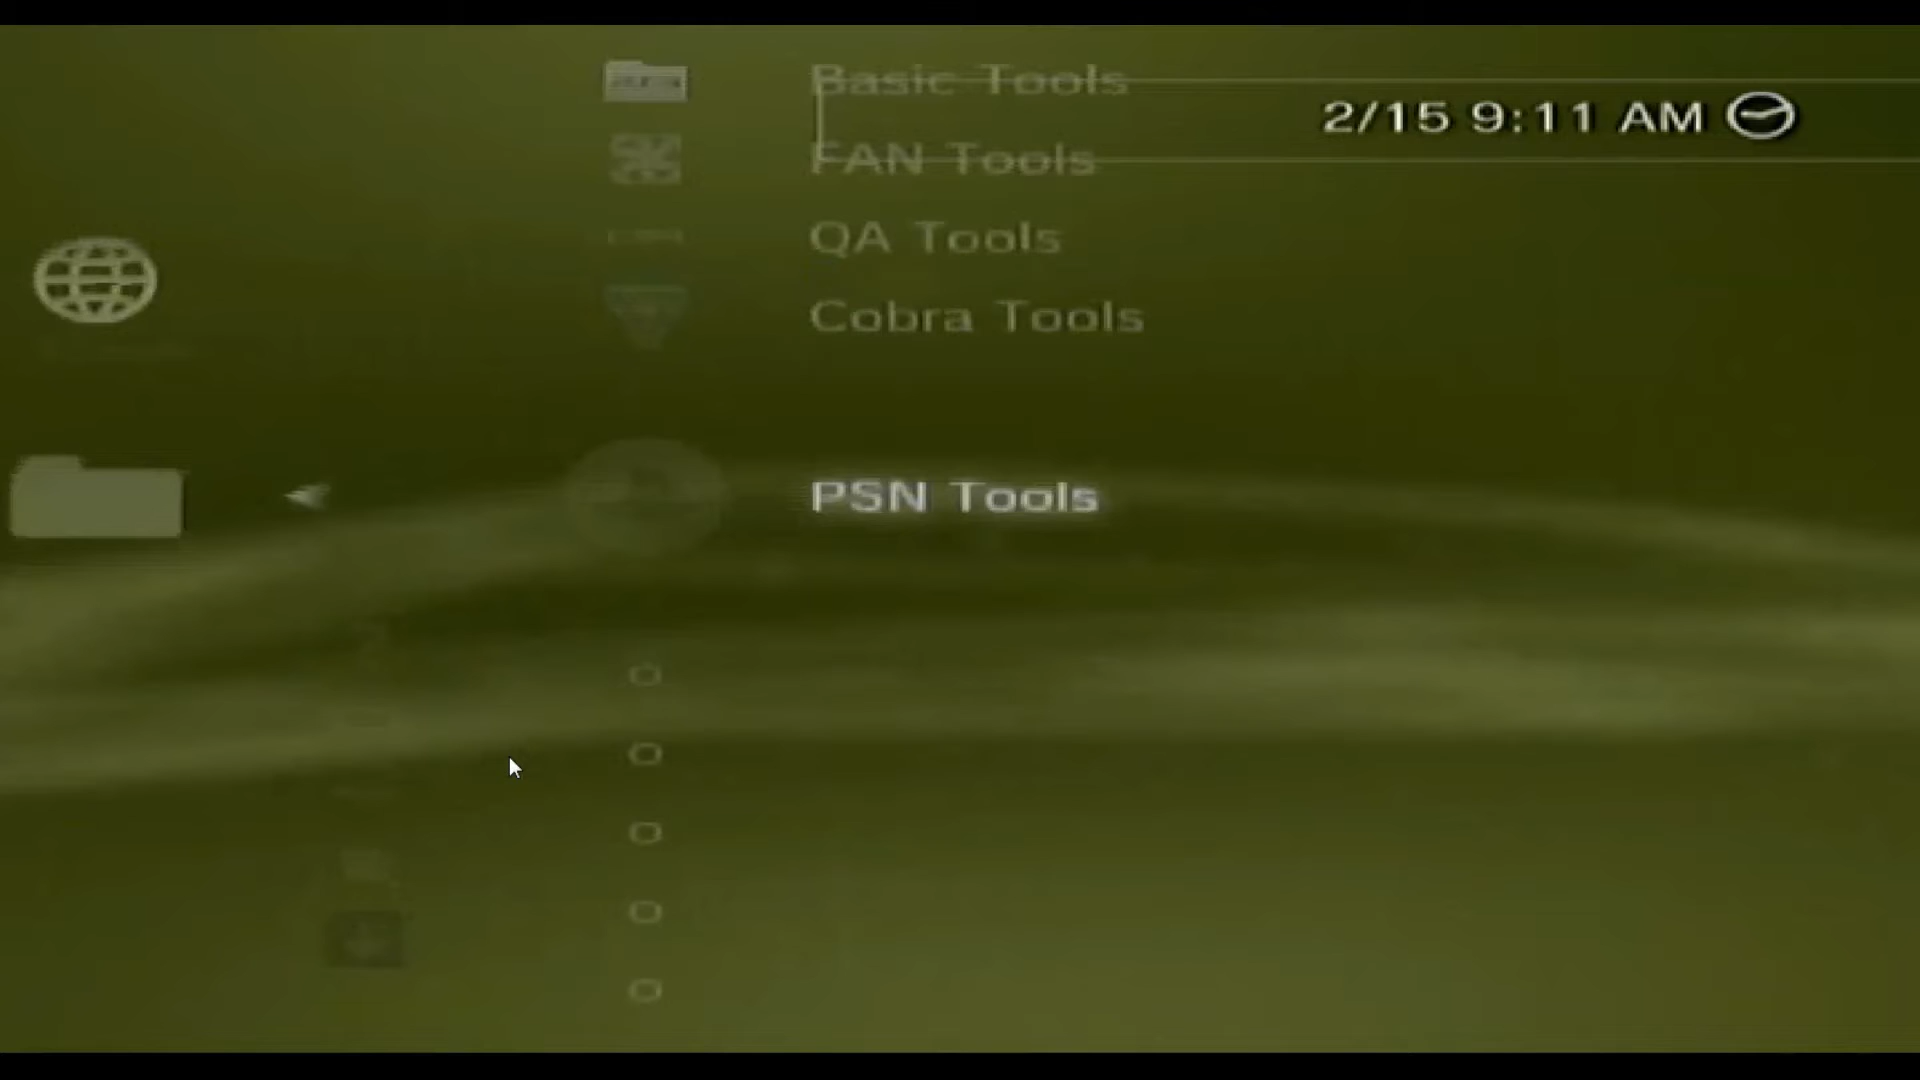 Basic Tools
2/15 9:11 AM
FAN Tools
QA Tools
Cobra Tools
PSN Tools